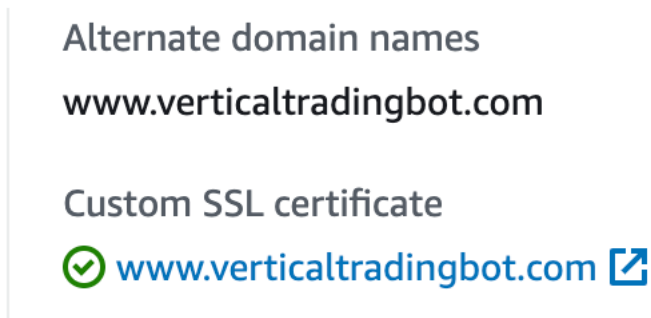 Alternate domain names
www.verticaltradingbot.com
Custom SSL certificate
www.verticaltradingbot.com